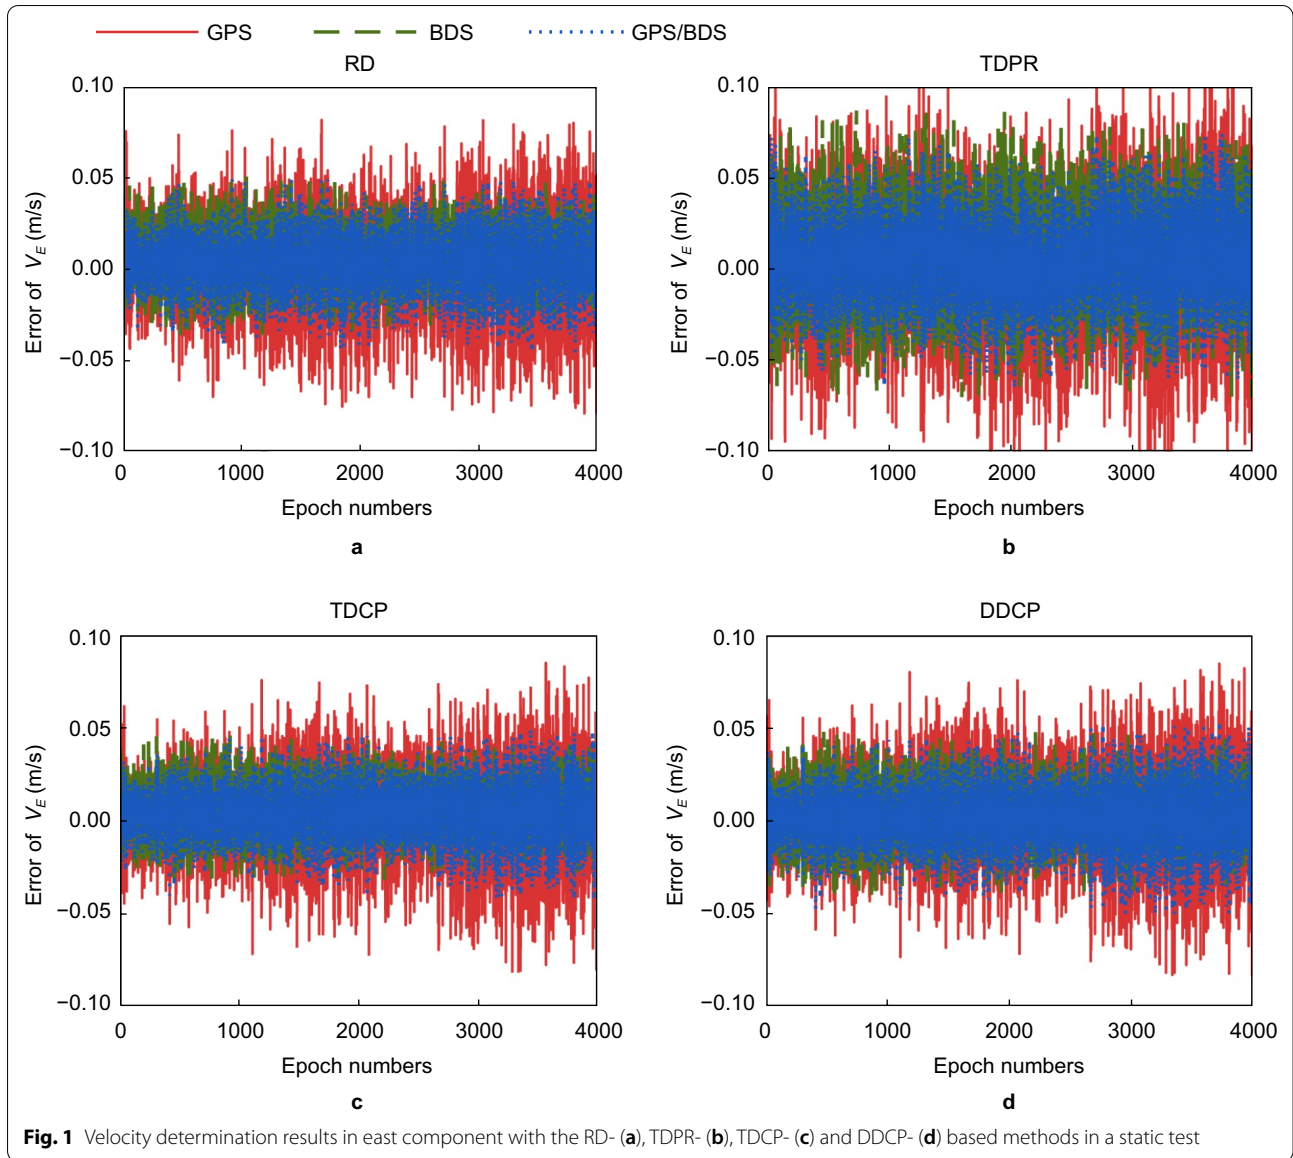 GPS BDS GPS/BDS
RD
0.10
0.05
0.00
−0.05
−0.10
Error of V_E (m/s)
0 1000 2000 3000 4000
Epoch numbers
a
TDPR
0.10
0.05
0.00
−0.05
−0.10
Error of V_E (m/s)
0 1000 2000 3000 4000
Epoch numbers
b
TDCP
0.10
0.05
0.00
−0.05
−0.10
Error of V_E (m/s)
0 1000 2000 3000 4000
Epoch numbers
c
DDCP
0.10
0.05
0.00
−0.05
−0.10
Error of V_E (m/s)
0 1000 2000 3000 4000
Epoch numbers
d
Fig. 1 Velocity determination results in east component with the RD- (a), TDPR- (b), TDCP- (c) and DDCP- (d) based methods in a static test